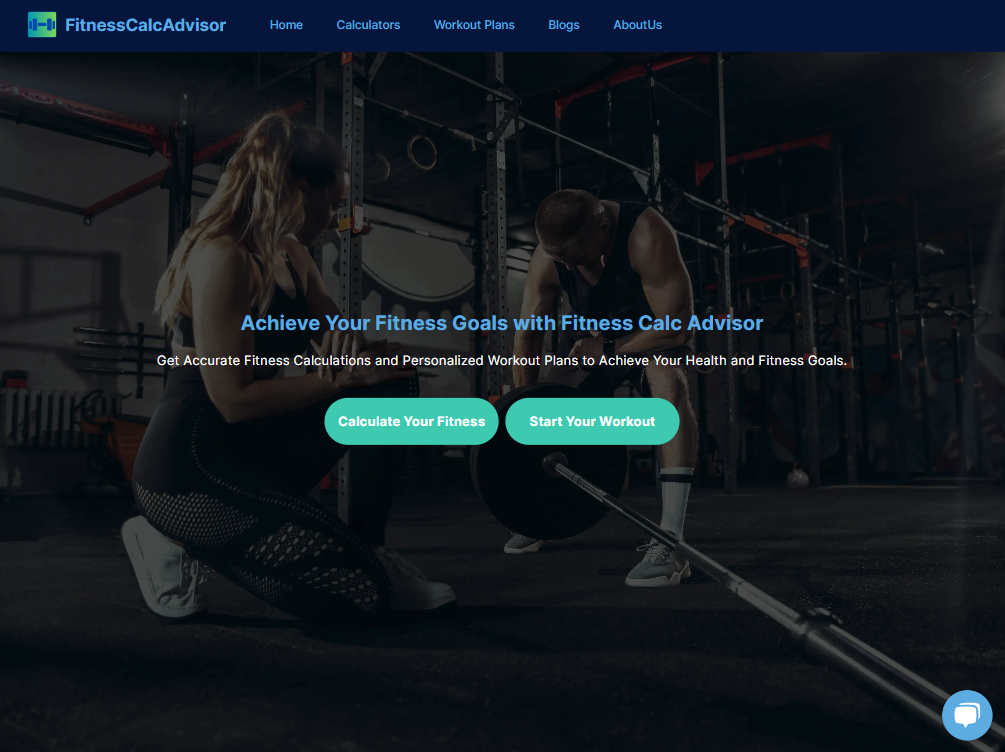 FitnessCalcAdvisor
Home
Calculators
Workout Plans
Blogs
AboutUs
Achieve Your Fitness Goals with Fitness Calc Advisor
Get Accurate Fitness Calculations and Personalized Workout Plans to Achieve Your Health and Fitness Goals.
Calculate Your Fitness
Start Your Workout